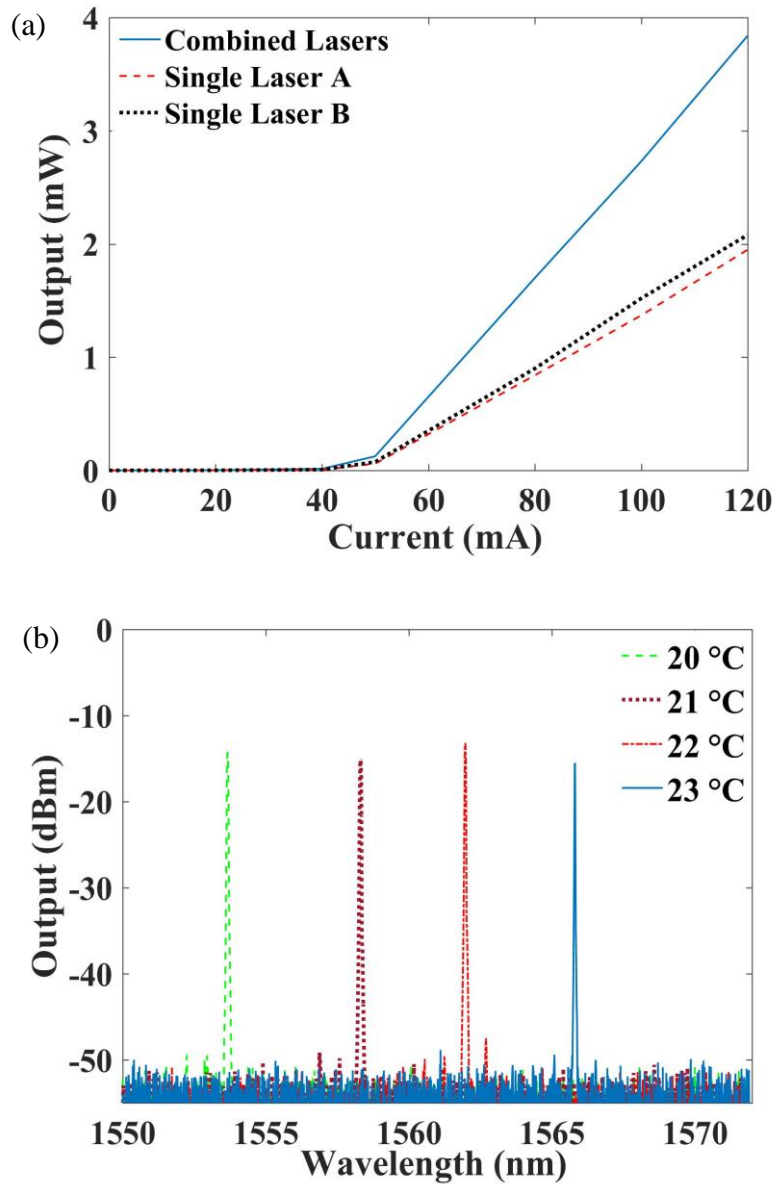 (a)
4
3
2
1
0
Output (mW)
Combined Lasers
Single Laser A
Single Laser B
0 20 40 60 80 100 120
Current (mA)
(b)
0
-10
-20
-30
-40
-50
Output (dBm)
20 °C
21 °C
22 °C
23 °C
1550 1555 1560 1565 1570
Wavelength (nm)